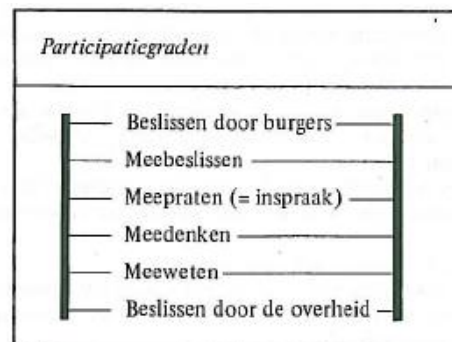 Participatiegraden
Beslissen door burgers
Meebeslissen
Meepraten (= inspraak)
Meedenken
Meeweten
Beslissen door de overheid